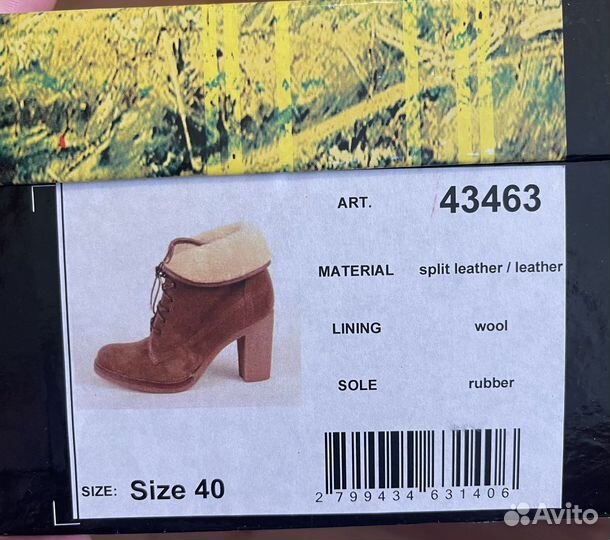 ART. 43463
MATERIAL split leather / leather
LINING wool
SOLE rubber
SIZE: Size 40
2 799434 631406
Avito